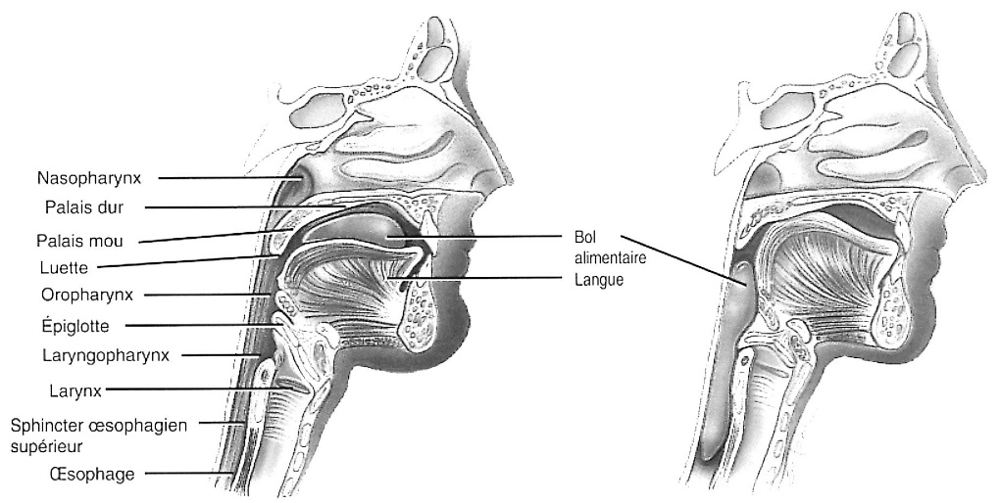 Nasopharynx
Palais dur
Palais mou
Luette
Oropharynx
Épiglotte
Laryngopharynx
Larynx
Sphincter œsophagien
supérieur
Œsophage
Bol
alimentaire
Langue